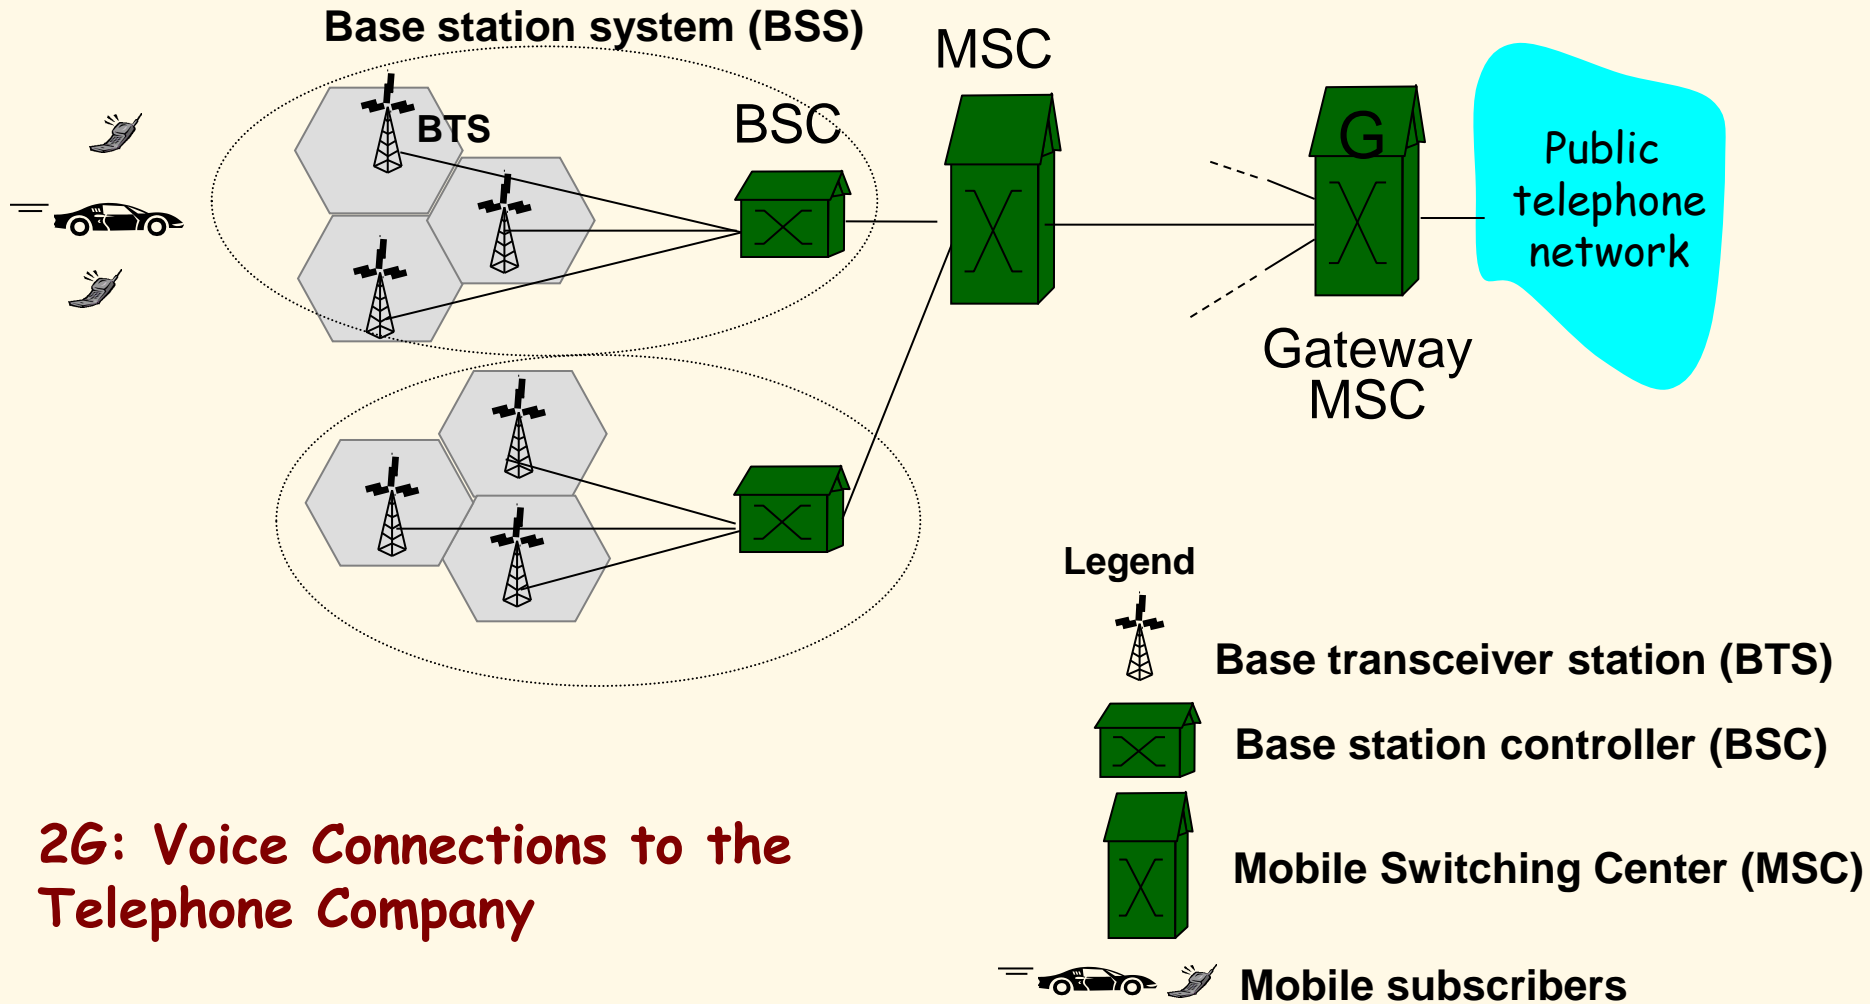 Base station system (BSS)
MSC
BTS
BSC
G
Public
telephone
network
Gateway
MSC
Legend
Base transceiver station (BTS)
Base station controller (BSC)
Mobile Switching Center (MSC)
Mobile subscribers
2G: Voice Connections to the
Telephone Company